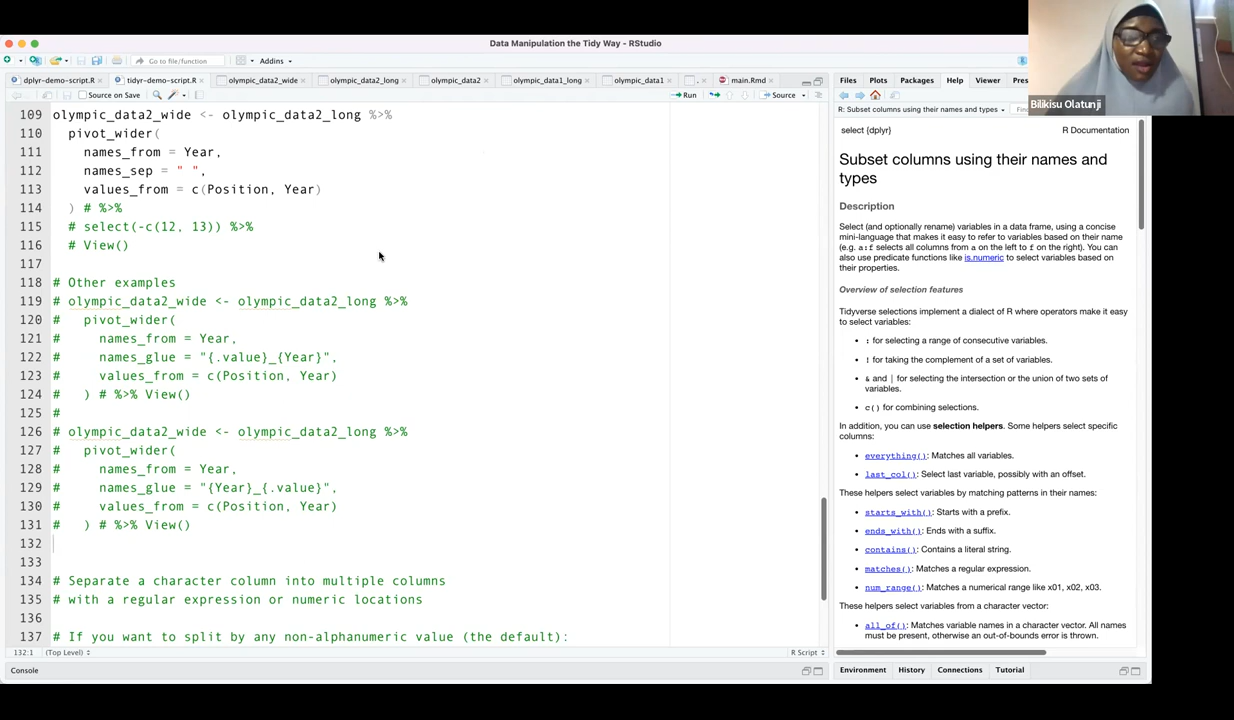 Data Manipulation the Tidy Way - RStudio
Go to file/function
Addins
dplyr-demo-script.R
tidyr-demo-script.R
olympic_data2_wide
olympic_data2_long
olympic_data2
olympic_data1_long
olympic_data1
main.Rmd
Source on Save
Run
Source
109 olympic_data2_wide <- olympic_data2_long %>%
110 pivot_wider(
111 names_from = Year,
112 names_sep = " ",
113 values_from = c(Position, Year)
114 ) # %>%
115 # select(-c(12, 13)) %>%
116 # View()
117
118 # Other examples
119 # olympic_data2_wide <- olympic_data2_long %>%
120 # pivot_wider(
121 # names_from = Year,
122 # names_glue = "{.value}_{Year}",
123 # values_from = c(Position, Year)
124 # ) # %>% View()
125 #
126 # olympic_data2_wide <- olympic_data2_long %>%
127 # pivot_wider(
128 # names_from = Year,
129 # names_glue = "{Year}_{.value}",
130 # values_from = c(Position, Year)
131 # ) # %>% View()
132
133
134 # Separate a character column into multiple columns
135 # with a regular expression or numeric locations
136
137 # If you want to split by any non-alphanumeric value (the default):
132:1 (Top Level)
R Script
Console
Files Plots Packages Help Viewer Pres
Bilikisu Olatunji
R: Subset columns using their names and types
select {dplyr}
R Documentation
Subset columns using their names and
types
Description
Select (and optionally rename) variables in a data frame, using a concise
mini-language that makes it easy to refer to variables based on their name
(e.g. a:f selects all columns from a on the left to f on the right). You can
also use predicate functions like is.numeric to select variables based on
their properties.
Overview of selection features
Tidyverse selections implement a dialect of R where operators make it easy
to select variables:
• : for selecting a range of consecutive variables.
• ! for taking the complement of a set of variables.
• & and | for selecting the intersection or the union of two sets of
variables.
• c() for combining selections.
In addition, you can use selection helpers. Some helpers select specific
columns:
• everything(): Matches all variables.
• last_col(): Select last variable, possibly with an offset.
These helpers select variables by matching patterns in their names:
• starts_with(): Starts with a prefix.
• ends_with(): Ends with a suffix.
• contains(): Contains a literal string.
• matches(): Matches a regular expression.
• num_range(): Matches a numerical range like x01, x02, x03.
These helpers select variables from a character vector:
• all_of(): Matches variable names in a character vector. All names
must be present, otherwise an out-of-bounds error is thrown.
Environment History Connections Tutorial